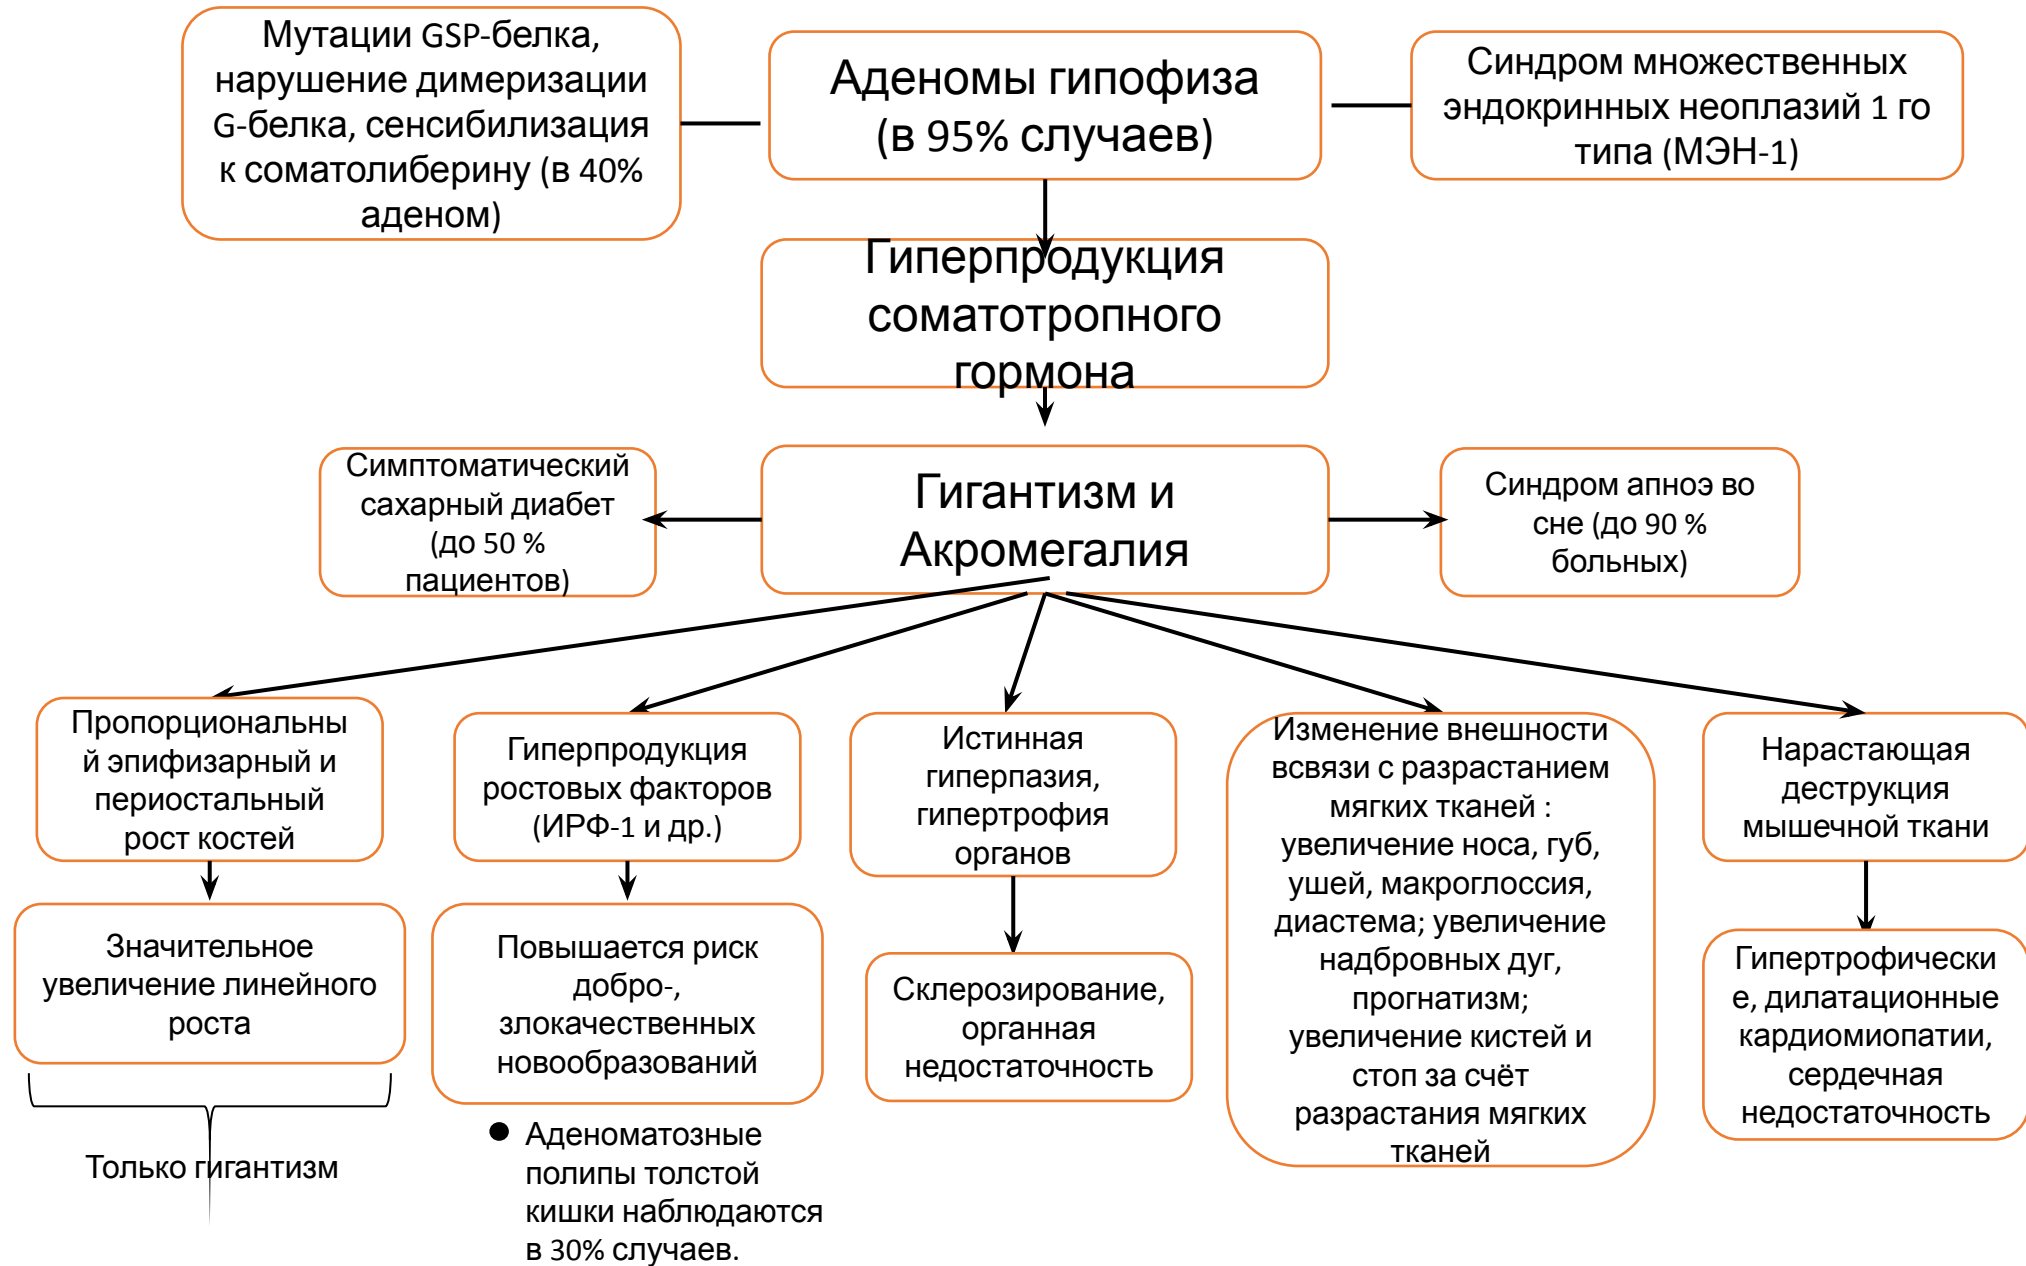 Мутации GSP-белка,
нарушение димеризации
G-белка, сенсибилизация
к соматолиберину (в 40%
аденом)
Аденомы гипофиза
(в 95% случаев)
Синдром множественных
эндокринных неоплазий 1 го
типа (МЭН-1)
Гиперпродукция
соматотропного
гормона
Симптоматический
сахарный диабет
(до 50 %
пациентов)
Гигантизм и
Акромегалия
Синдром апноэ во
сне (до 90 %
больных)
Пропорциональны
й эпифизарный и
периостальный
рост костей
Гиперпродукция
ростовых факторов
(ИРФ-1 и др.)
Истинная
гиперпазия,
гипертрофия
органов
Изменение внешности
всвязи с разрастанием
мягких тканей :
увеличение носа, губ,
ушей, макроглоссия,
диастема; увеличение
надбровных дуг,
прогнатизм;
увеличение кистей и
стоп за счёт
разрастания мягких
тканей
Нарастающая
деструкция
мышечной ткани
Значительное
увеличение линейного
роста
Повышается риск
добро-,
злокачественных
новообразований
Склерозирование,
органная
недостаточность
Гипертрофически
е, дилатационные
кардиомиопатии,
сердечная
недостаточность
Только гигантизм
● Аденоматозные
полипы толстой
кишки наблюдаются
в 30% случаев.